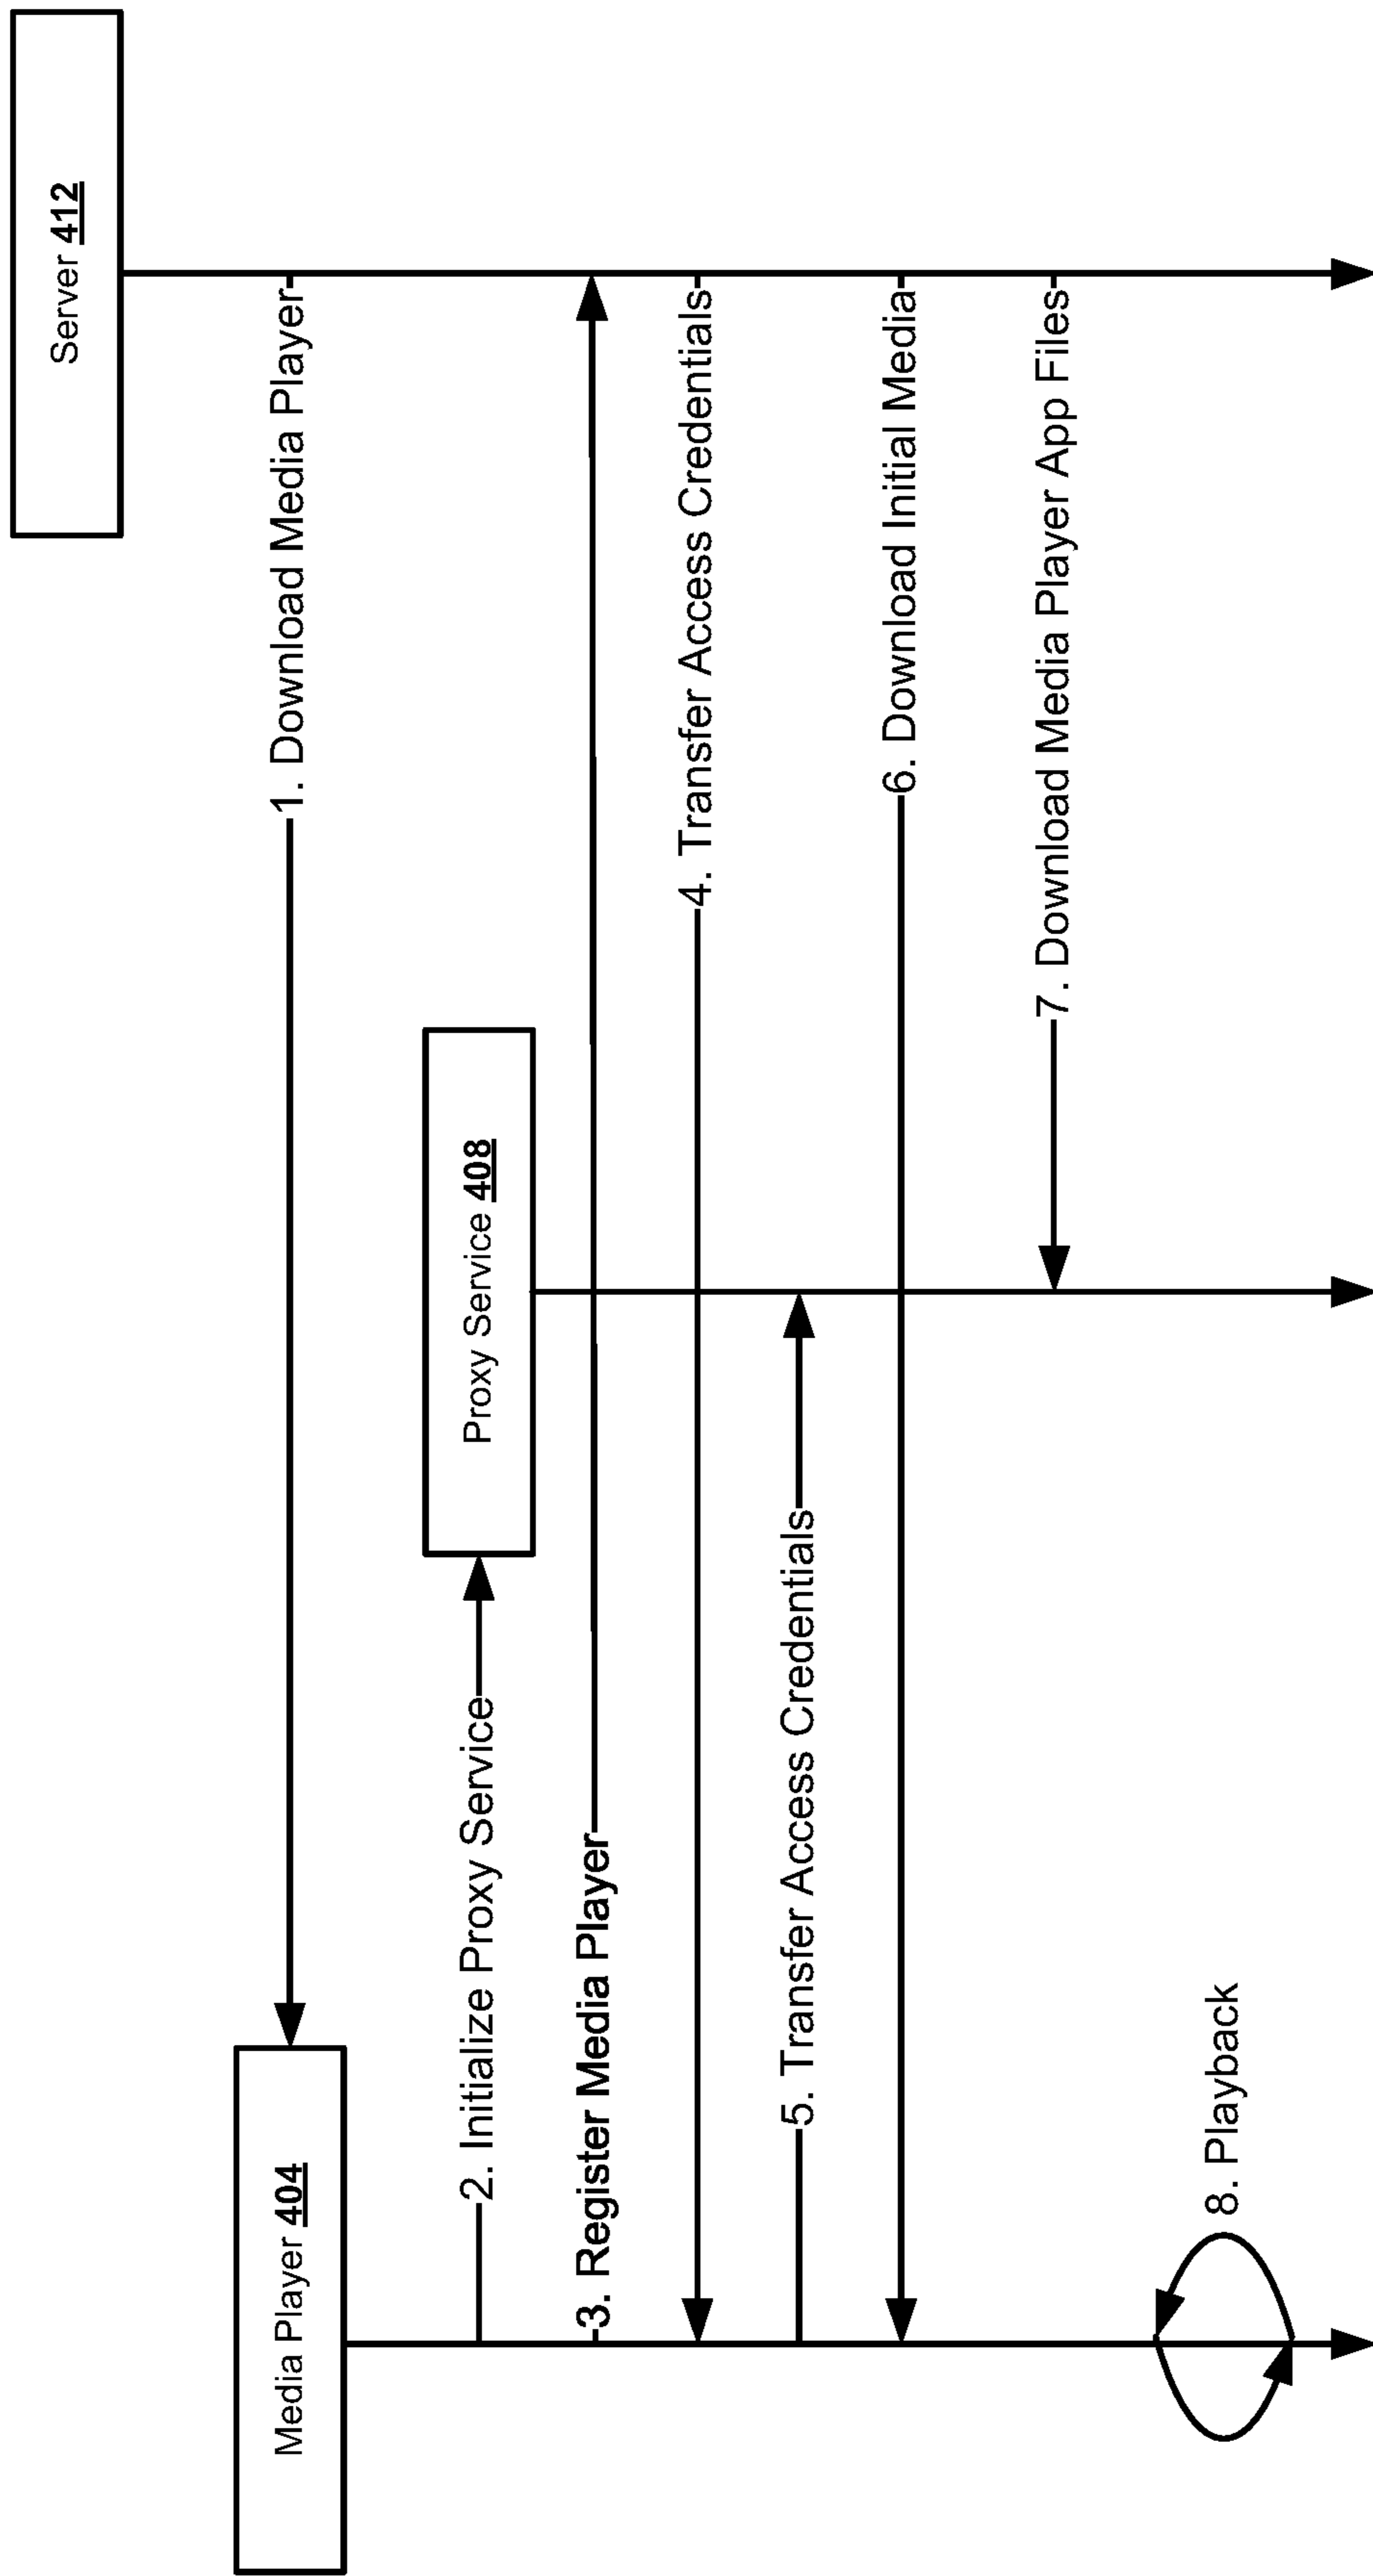 Media Player 404
Proxy Service 408
Server 412
1. Download Media Player
2. Initialize Proxy Service
3. Register Media Player
4. Transfer Access Credentials
5. Transfer Access Credentials
6. Download Initial Media
7. Download Media Player App Files
8. Playback